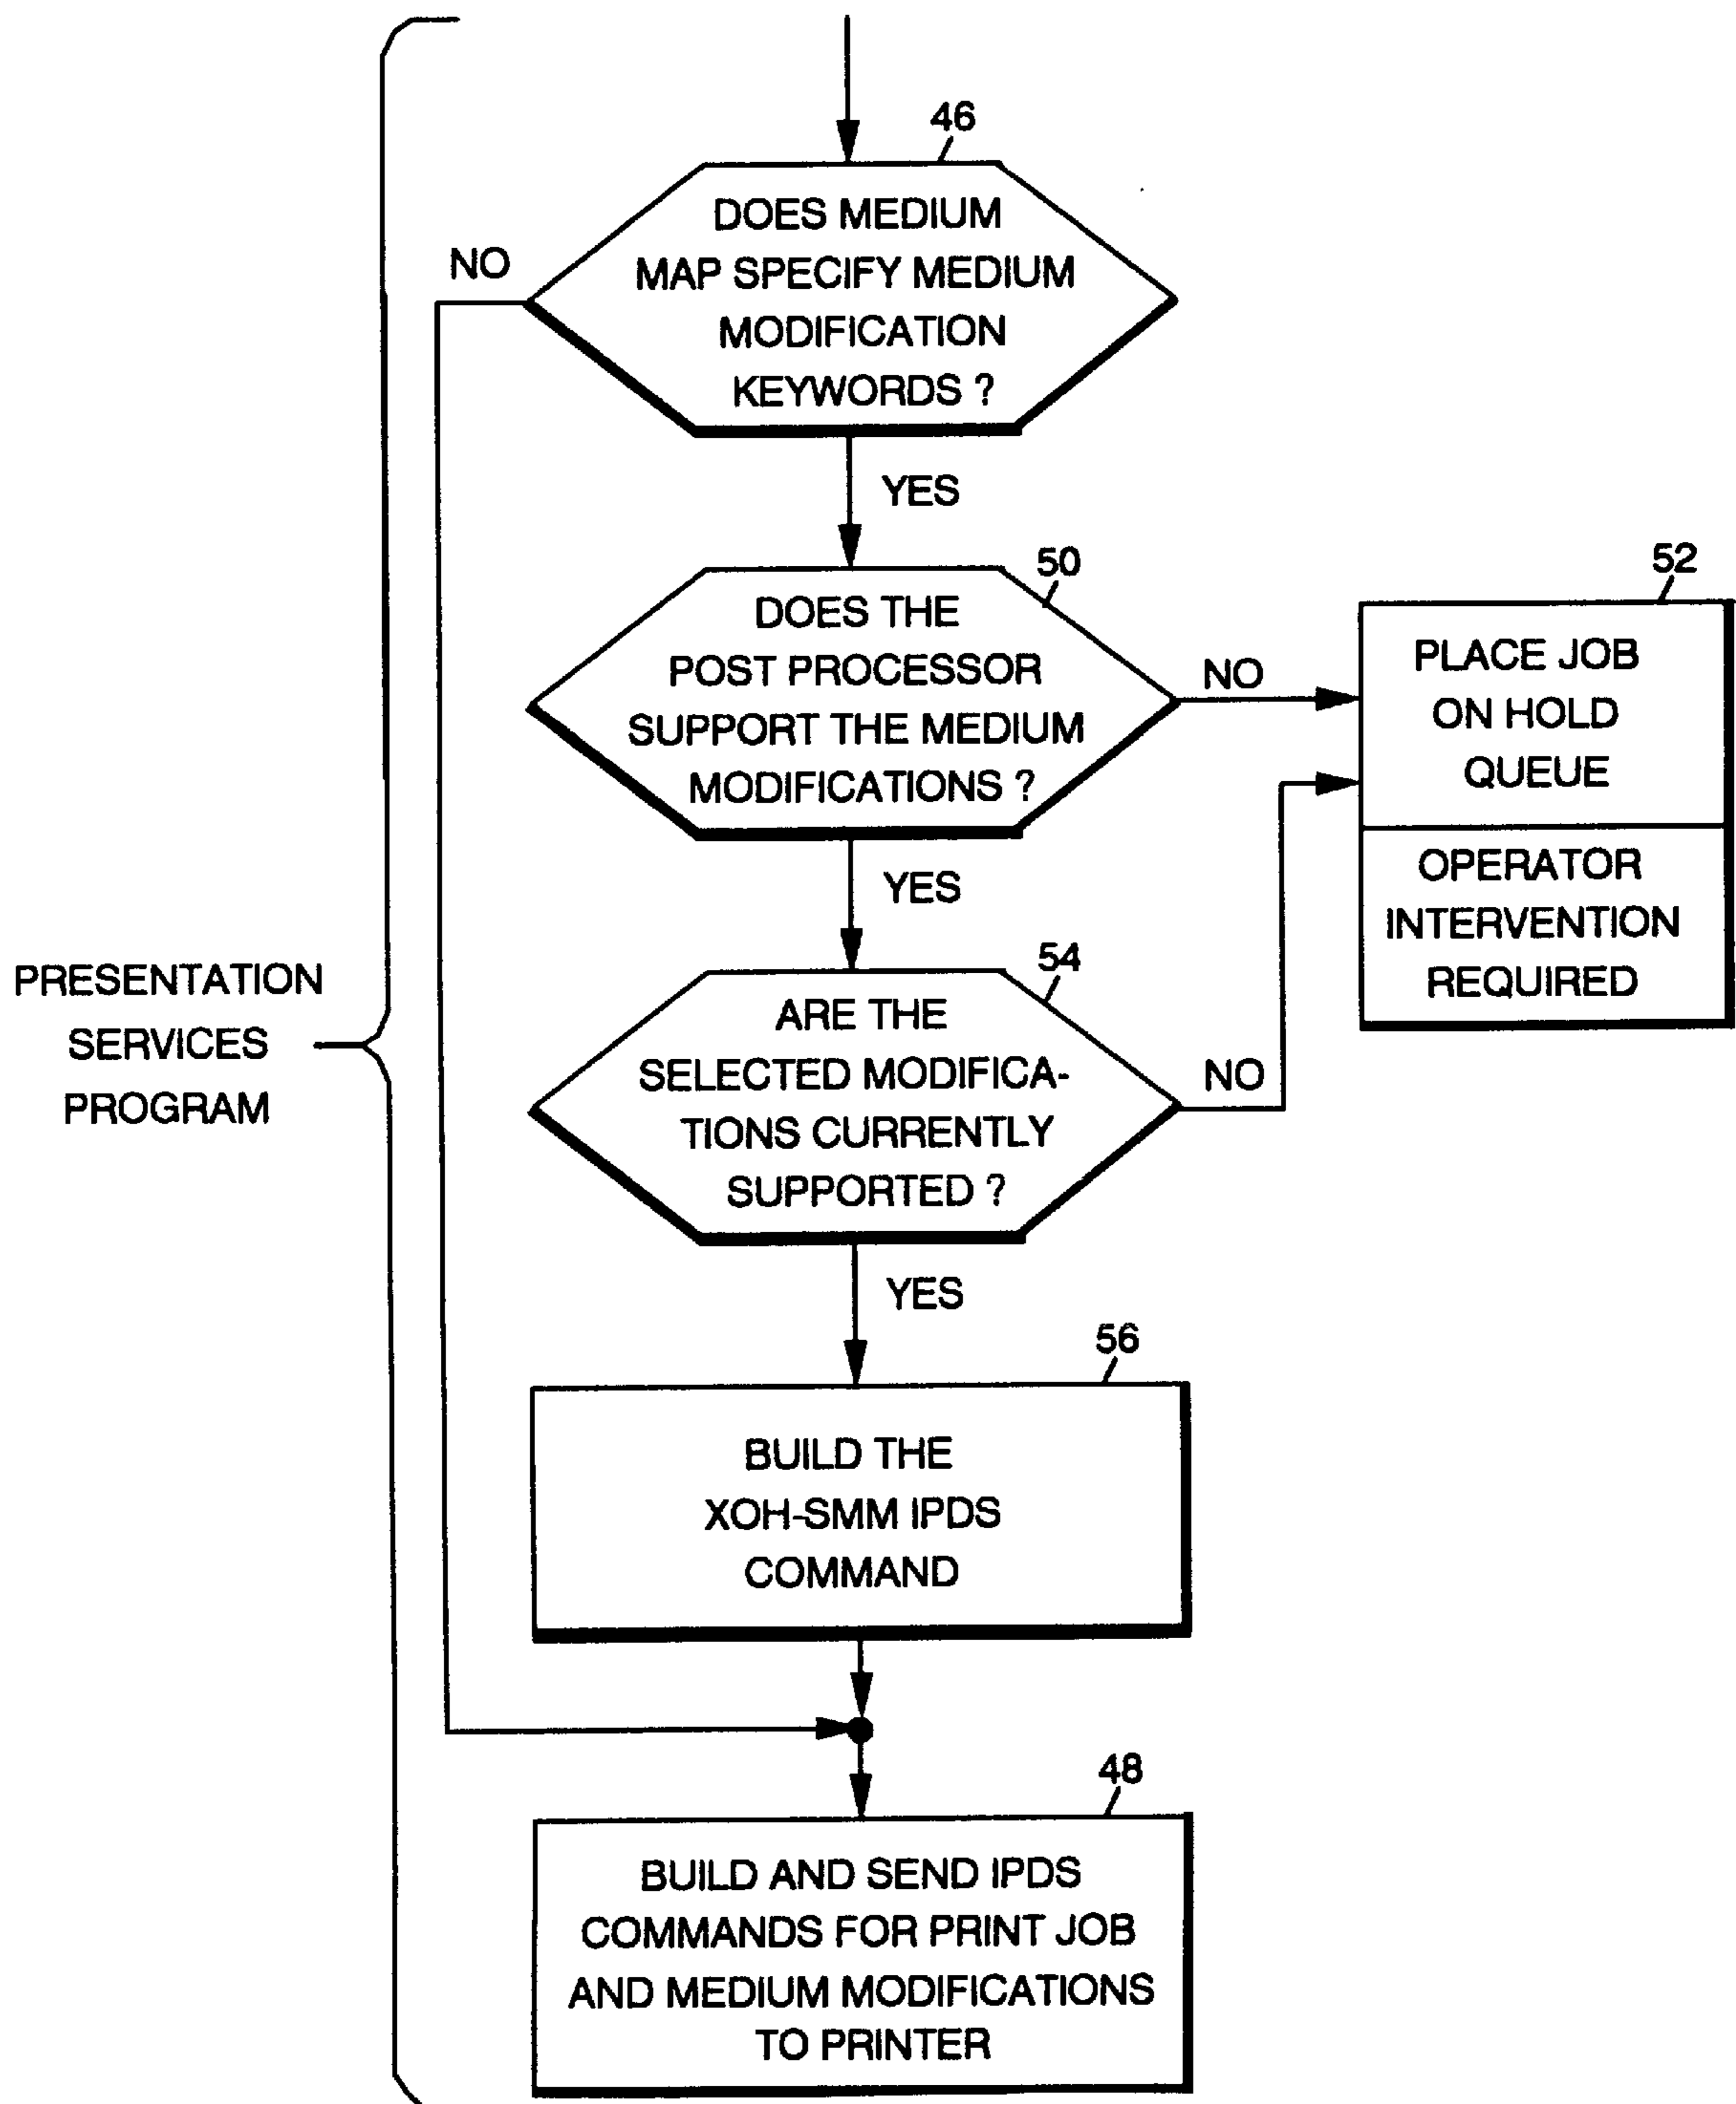 46
DOES MEDIUM
MAP SPECIFY MEDIUM
MODIFICATION
KEYWORDS ?
NO
YES
50
DOES THE
POST PROCESSOR
SUPPORT THE MEDIUM
MODIFICATIONS ?
NO
52
PLACE JOB
ON HOLD
QUEUE
OPERATOR
INTERVENTION
REQUIRED
YES
54
ARE THE
SELECTED MODIFICA-
TIONS CURRENTLY
SUPPORTED ?
NO
PRESENTATION
SERVICES
PROGRAM
YES
56
BUILD THE
XOH-SMM IPDS
COMMAND
48
BUILD AND SEND IPDS
COMMANDS FOR PRINT JOB
AND MEDIUM MODIFICATIONS
TO PRINTER